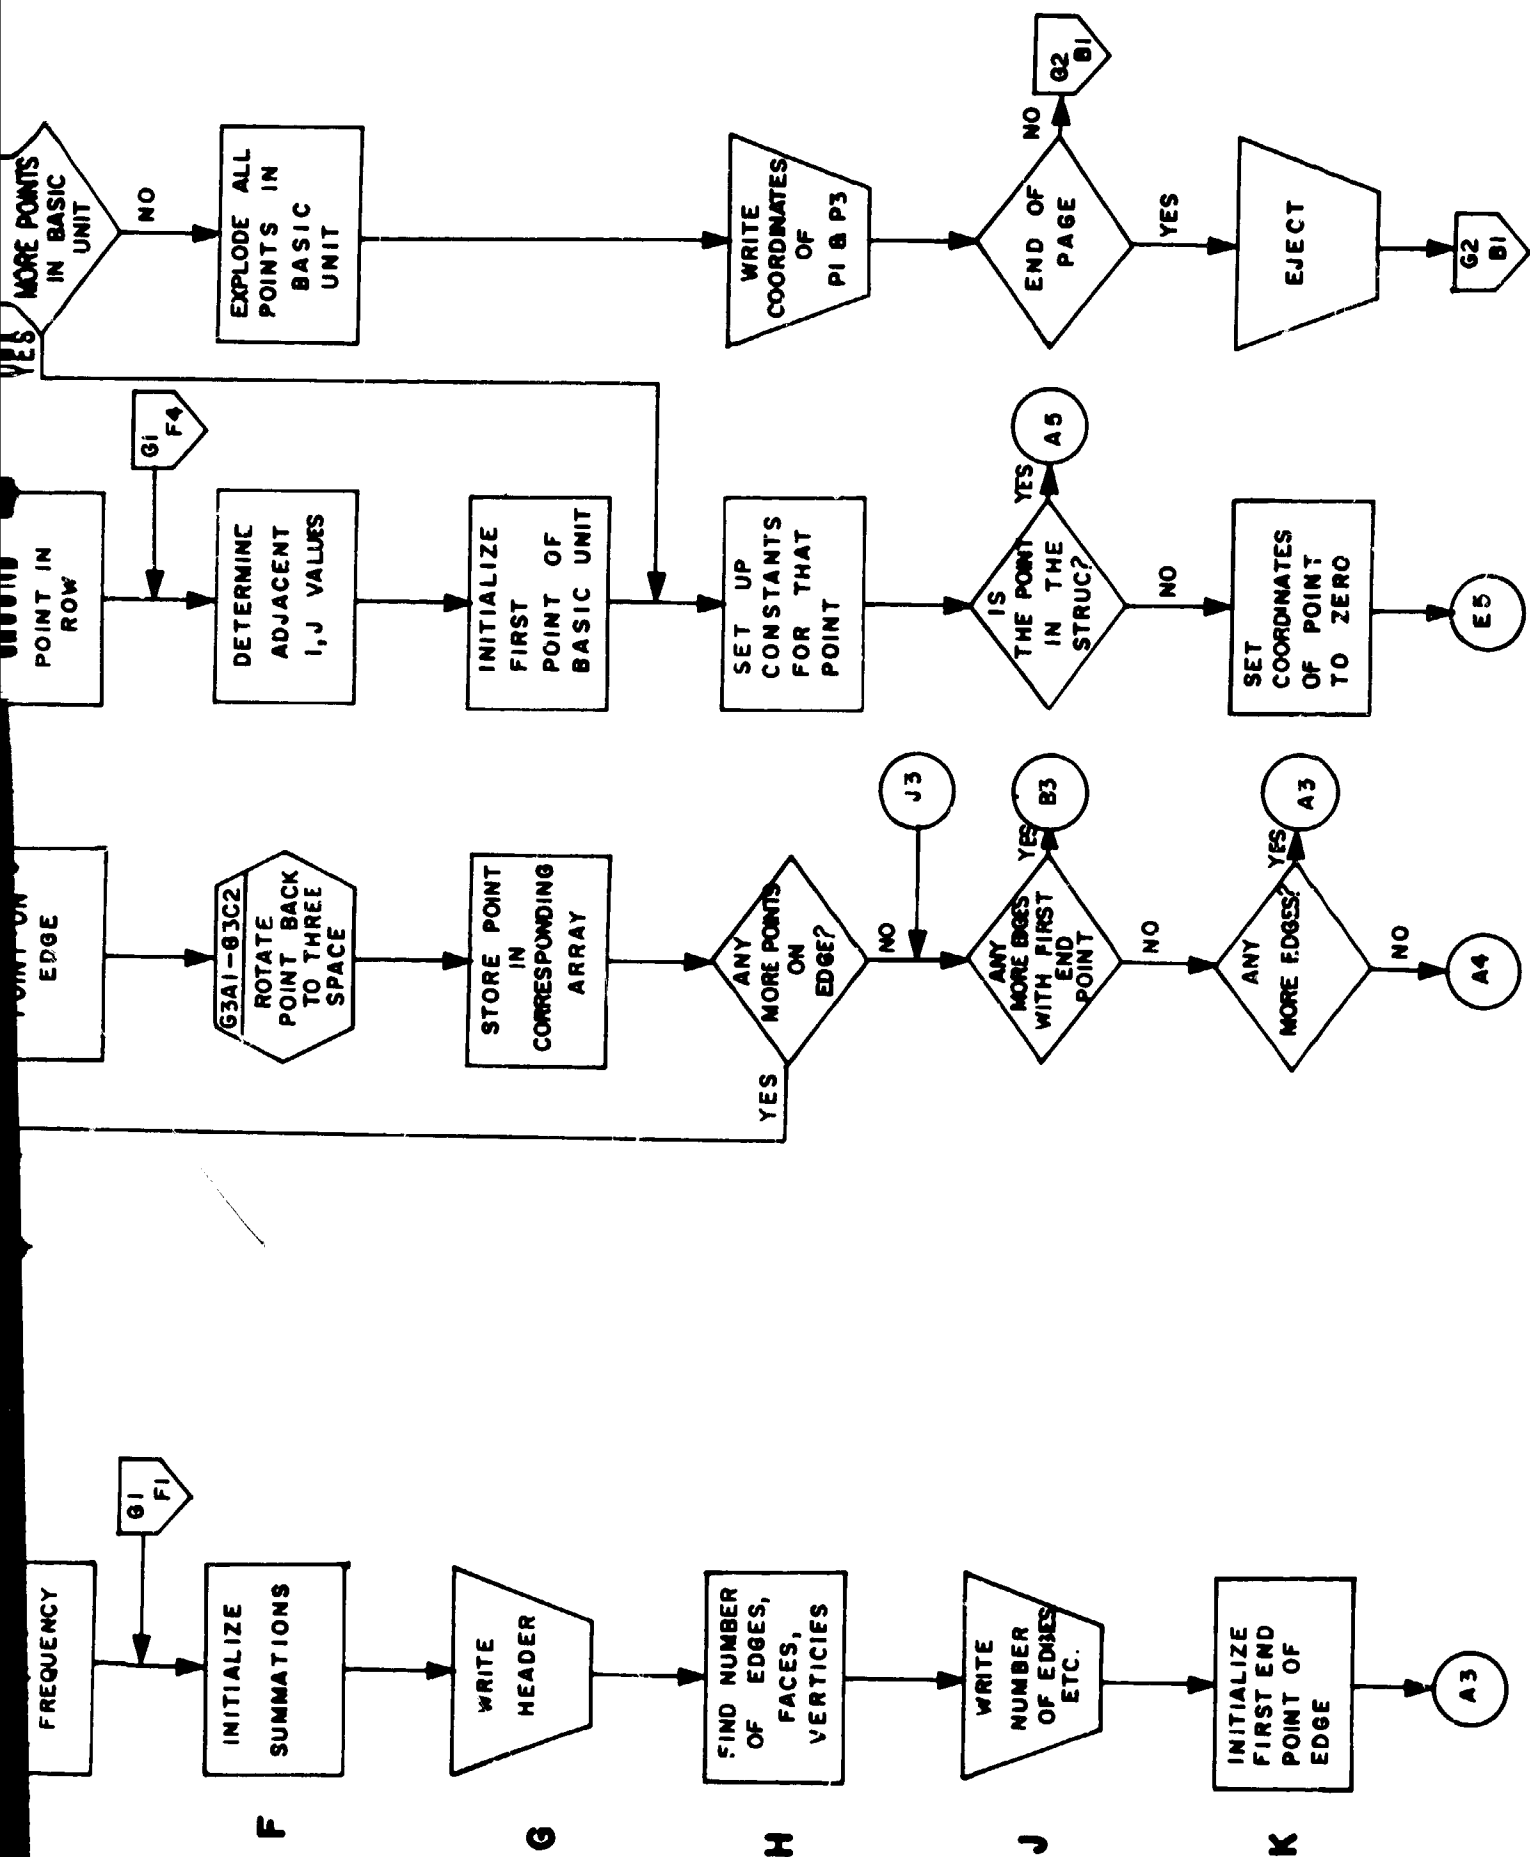 F
G
H
J
K
FREQUENCY
G1
F1
INITIALIZE
SUMMATIONS
WRITE
HEADER
FIND NUMBER
OF EDGES,
FACES,
VERTICIES
WRITE
NUMBER
OF EDGES
ETC.
INITIALIZE
FIRST END
POINT OF
EDGE
A3
EDGE
G3A1-G3C2
ROTATE
POINT BACK
TO THREE
SPACE
STORE POINT
IN
CORRESPONDING
ARRAY
ANY
MORE POINTS
ON
EDGE?
YES
NO
J3
ANY
MORE EDGES
WITH FIRST
END
POINT
YES
B3
NO
ANY
MORE EDGES?
YES
A3
NO
A4
POINT IN
ROW
G1
F4
DETERMINE
ADJACENT
I,J VALUES
INITIALIZE
FIRST
POINT OF
BASIC UNIT
SET UP
CONSTANTS
FOR THAT
POINT
IS
THE POINT
IN THE
STRUC?
YES
A5
NO
SET
COORDINATES
OF POINT
TO ZERO
E5
MORE POINTS
IN BASIC
UNIT
YES
NO
EXPLODE ALL
POINTS IN
BASIC
UNIT
WRITE
COORDINATES
OF
P1 & P3
END OF
PAGE
NO
G2
B1
YES
EJECT
G2
B1